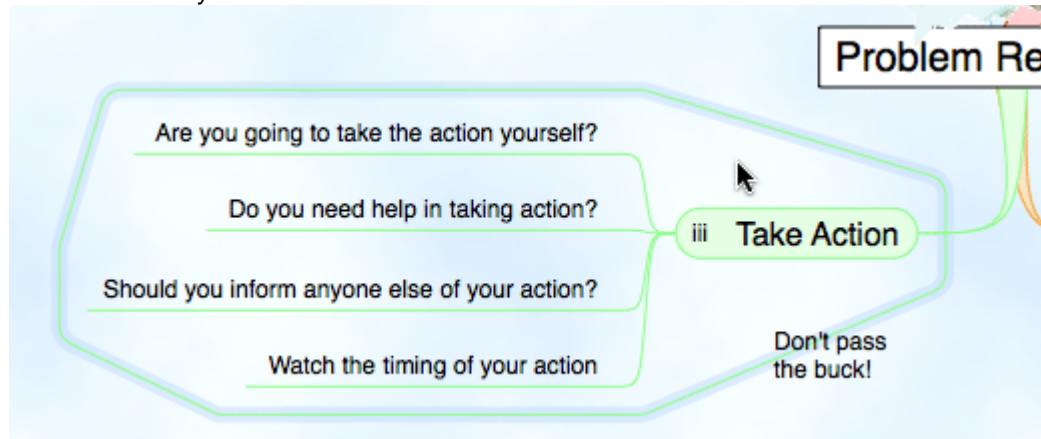 y
Problem Re
Are you going to take the action yourself?
Do you need help in taking action?
iii Take Action
Should you inform anyone else of your action?
Don't pass
the buck!
Watch the timing of your action